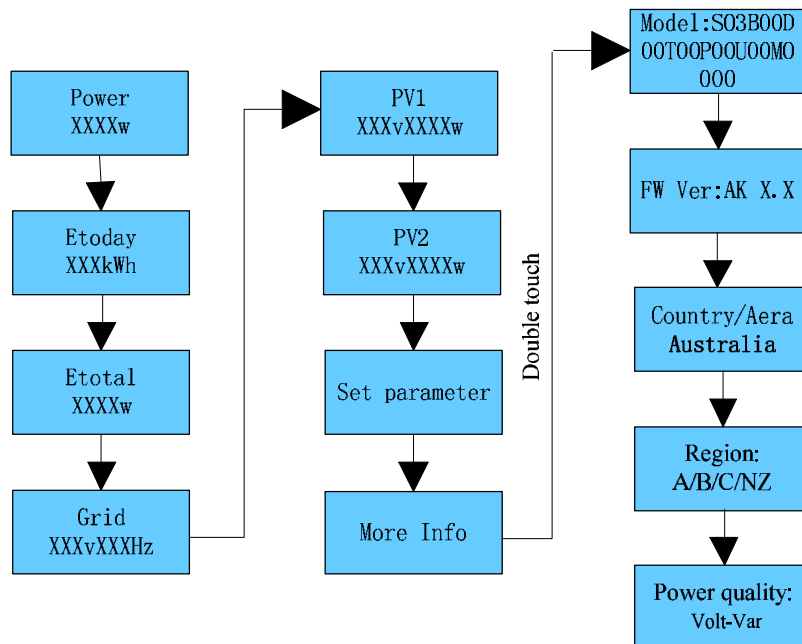 Power
XXXXw
Etoday
XXXkWh
Etotal
XXXXw
Grid
XXXvXXXHz
PV1
XXXvXXXXw
PV2
XXXvXXXXw
Set parameter
More Info
Double touch
Model:S03B00D
00T00P00U00M0
000
FW Ver:AK X.X
Country/Aera
Australia
Region:
A/B/C/NZ
Power quality:
Volt-Var